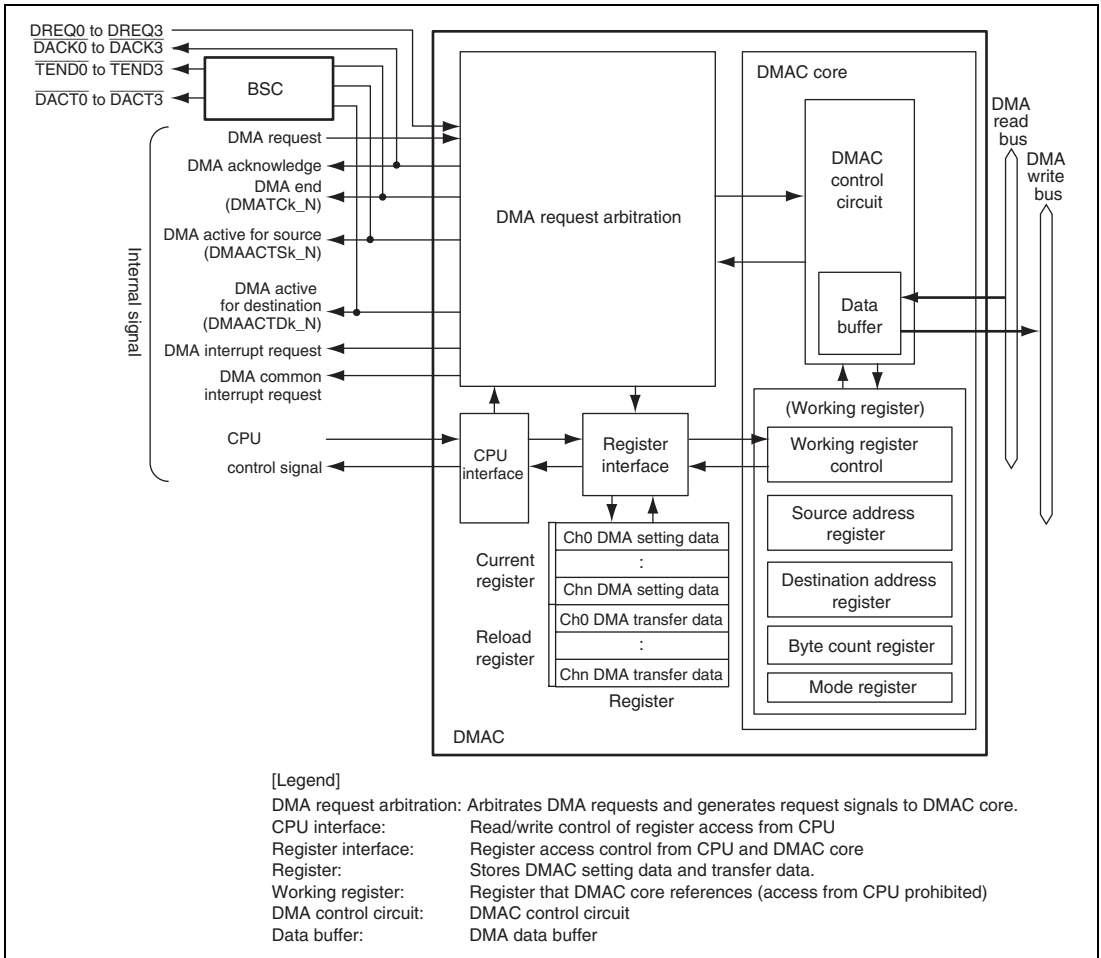 DREQ0 to DREQ3
DACK0 to DACK3
TEND0 to TEND3
DACT0 to DACT3
BSC
Internal signal
DMA request
DMA acknowledge
DMA end
(DMATCk_N)
DMA active for source
(DMAACTSk_N)
DMA active
for destination
(DMAACTDk_N)
DMA interrupt request
DMA common
interrupt request
CPU
control signal
DMA request arbitration
CPU
interface
Register
interface
Current
register
Reload
register
Ch0 DMA setting data
:
Chn DMA setting data
Ch0 DMA transfer data
:
Chn DMA transfer data
Register
DMAC
DMAC core
DMAC
control
circuit
Data
buffer
(Working register)
Working register
control
Source address
register
Destination address
register
Byte count register
Mode register
DMA
read
bus
DMA
write
bus
[Legend]
DMA request arbitration: Arbitrates DMA requests and generates request signals to DMAC core.
CPU interface: Read/write control of register access from CPU
Register interface: Register access control from CPU and DMAC core
Register: Stores DMAC setting data and transfer data.
Working register: Register that DMAC core references (access from CPU prohibited)
DMA control circuit: DMAC control circuit
Data buffer: DMA data buffer